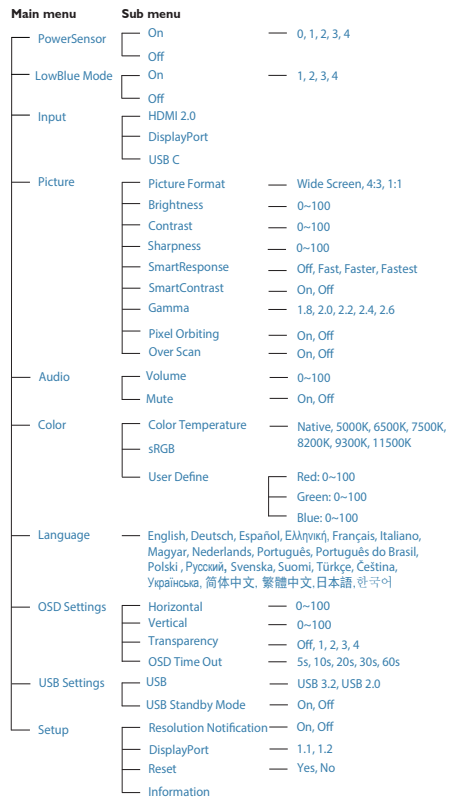 Main menu Sub menu
PowerSensor On 0, 1, 2, 3, 4
Off
LowBlue Mode On 1, 2, 3, 4
Off
Input HDMI 2.0
DisplayPort
USB C
Picture Picture Format Wide Screen, 4:3, 1:1
Brightness 0~100
Contrast 0~100
Sharpness 0~100
SmartResponse Off, Fast, Faster, Fastest
SmartContrast On, Off
Gamma 1.8, 2.0, 2.2, 2.4, 2.6
Pixel Orbiting On, Off
Over Scan On, Off
Audio Volume 0~100
Mute On, Off
Color Color Temperature Native, 5000K, 6500K, 7500K,
8200K, 9300K, 11500K
sRGB
User Define Red: 0~100
Green: 0~100
Blue: 0~100
Language English, Deutsch, Español, Ελληνική, Français, Italiano,
Magyar, Nederlands, Português, Português do Brasil,
Polski , Русский, Svenska, Suomi, Türkçe, Čeština,
Українська, 简体中文, 繁體中文,日本語,한국어
OSD Settings Horizontal 0~100
Vertical 0~100
Transparency Off, 1, 2, 3, 4
OSD Time Out 5s, 10s, 20s, 30s, 60s
USB Settings USB USB 3.2, USB 2.0
USB Standby Mode On, Off
Setup Resolution Notification On, Off
DisplayPort 1.1, 1.2
Reset Yes, No
Information